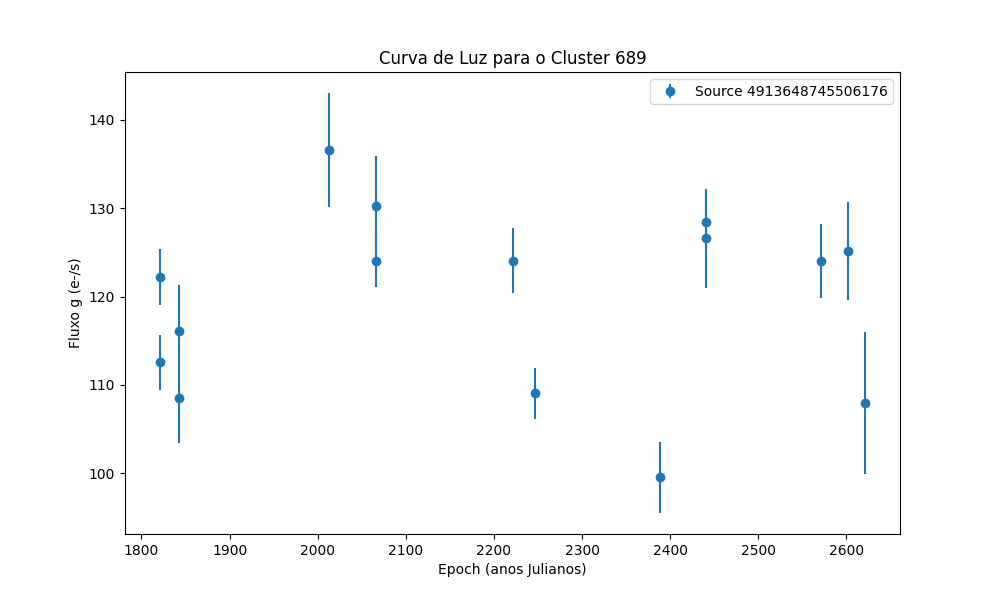 Curva de Luz para o Cluster 689
Source 4913648745506176
Fluxo g (e-/s)
140
130
120
110
100
1800 1900 2000 2100 2200 2300 2400 2500 2600
Epoch (anos Julianos)